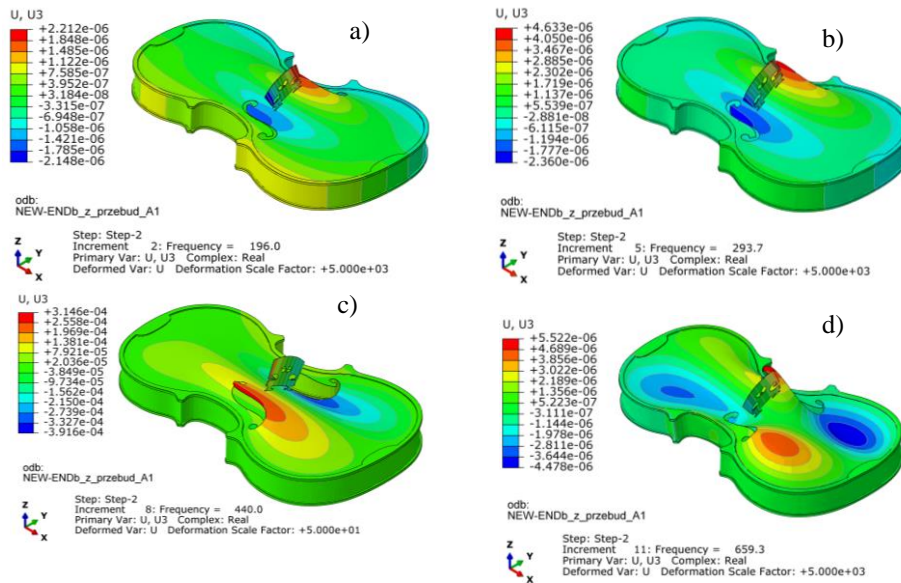 U, U3
+2.212e-06
+1.848e-06
+1.485e-06
+1.122e-06
+7.585e-07
+3.952e-07
+3.184e-08
-3.315e-07
-6.948e-07
-1.058e-06
-1.421e-06
-1.785e-06
-2.148e-06
a)
odb:
NEW-ENDb_z_przebud_A1
Z
Y
X
Step: Step-2
Increment 2: Frequency = 196.0
Primary Var: U, U3 Complex: Real
Deformed Var: U Deformation Scale Factor: +5.000e+03
U, U3
+4.633e-06
+4.050e-06
+3.467e-06
+2.885e-06
+2.302e-06
+1.719e-06
+1.137e-06
+5.539e-07
-2.881e-08
-6.115e-07
-1.194e-06
-1.777e-06
-2.360e-06
b)
odb:
NEW-ENDb_z_przebud_A1
Z
Y
X
Step: Step-2
Increment 5: Frequency = 293.7
Primary Var: U, U3 Complex: Real
Deformed Var: U Deformation Scale Factor: +5.000e+03
U, U3
+3.146e-04
+2.558e-04
+1.969e-04
+1.381e-04
+7.921e-05
+2.036e-05
-3.849e-05
-9.734e-05
-1.562e-04
-2.150e-04
-2.739e-04
-3.327e-04
-3.916e-04
c)
odb:
NEW-ENDb_z_przebud_A1
Z
Y
X
Step: Step-2
Increment 8: Frequency = 440.0
Primary Var: U, U3 Complex: Real
Deformed Var: U Deformation Scale Factor: +5.000e+01
U, U3
+5.522e-06
+4.689e-06
+3.856e-06
+3.022e-06
+2.189e-06
+1.356e-06
+5.223e-07
-3.111e-07
-1.144e-06
-1.978e-06
-2.811e-06
-3.644e-06
-4.478e-06
d)
odb:
NEW-ENDb_z_przebud_A1
Z
Y
X
Step: Step-2
Increment 11: Frequency = 659.3
Primary Var: U, U3 Complex: Real
Deformed Var: U Deformation Scale Factor: +5.000e+03